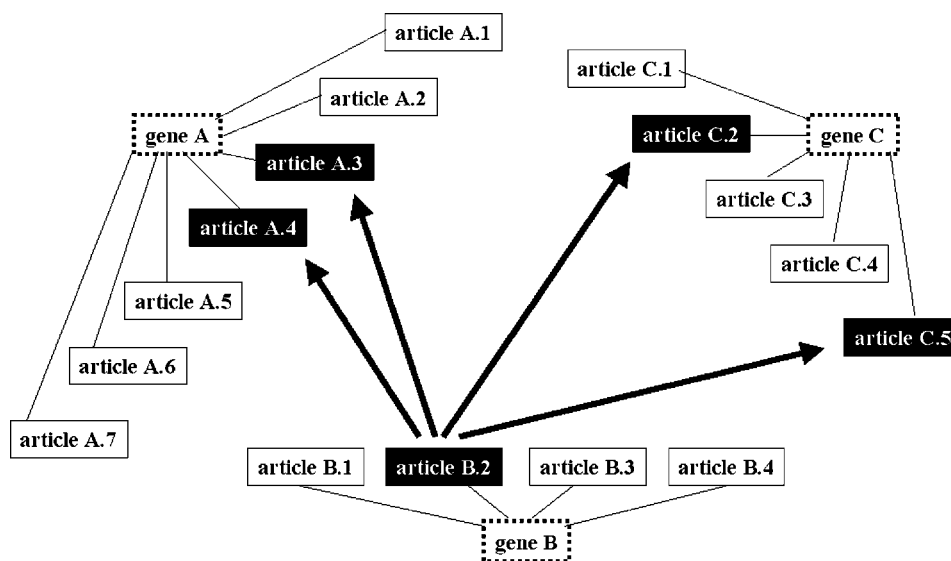 article A.1
article A.2
gene A
article A.3
article A.4
article A.5
article A.6
article A.7
article C.1
article C.2
gene C
article C.3
article C.4
article C.5
article B.1
article B.2
article B.3
article B.4
gene B